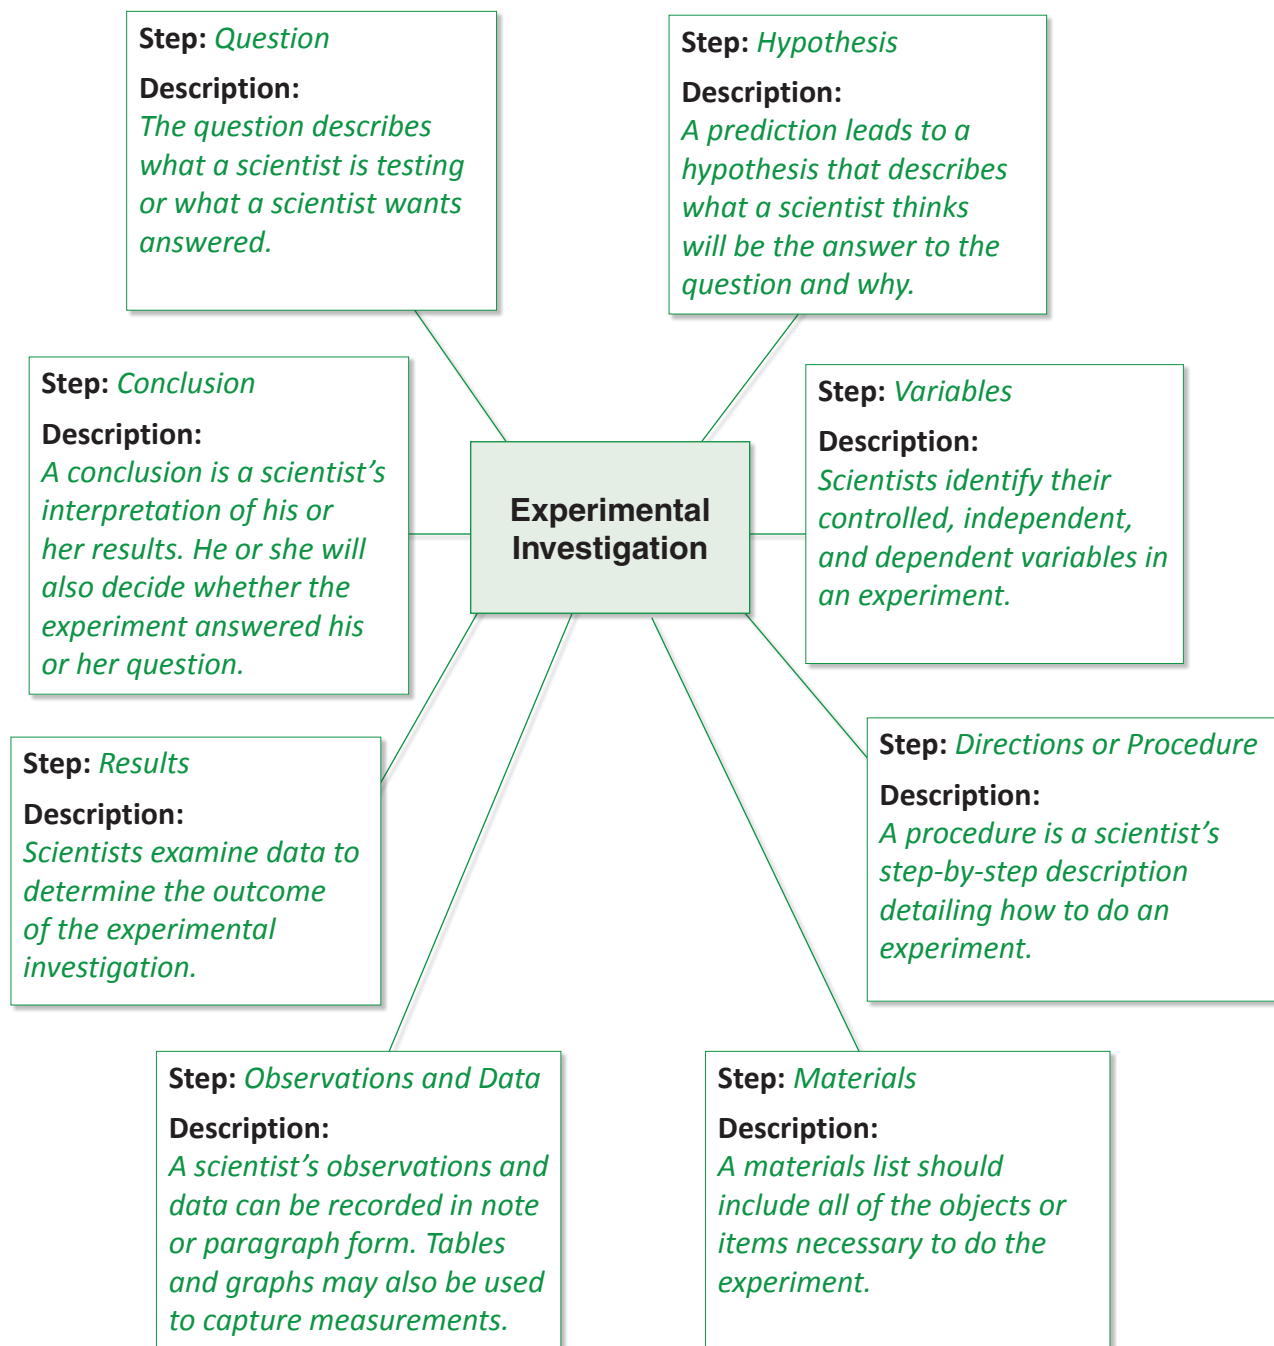 Step: Question
Description:
The question describes
what a scientist is testing
or what a scientist wants
answered.
Step: Hypothesis
Description:
A prediction leads to a
hypothesis that describes
what a scientist thinks
will be the answer to the
question and why.
Step: Conclusion
Description:
A conclusion is a scientist’s
interpretation of his or
her results. He or she will
also decide whether the
experiment answered his
or her question.
Experimental
Investigation
Step: Variables
Description:
Scientists identify their
controlled, independent,
and dependent variables in
an experiment.
Step: Results
Description:
Scientists examine data to
determine the outcome
of the experimental
investigation.
Step: Directions or Procedure
Description:
A procedure is a scientist’s
step-by-step description
detailing how to do an
experiment.
Step: Observations and Data
Description:
A scientist’s observations and
data can be recorded in note
or paragraph form. Tables
and graphs may also be used
to capture measurements.
Step: Materials
Description:
A materials list should
include all of the objects or
items necessary to do the
experiment.